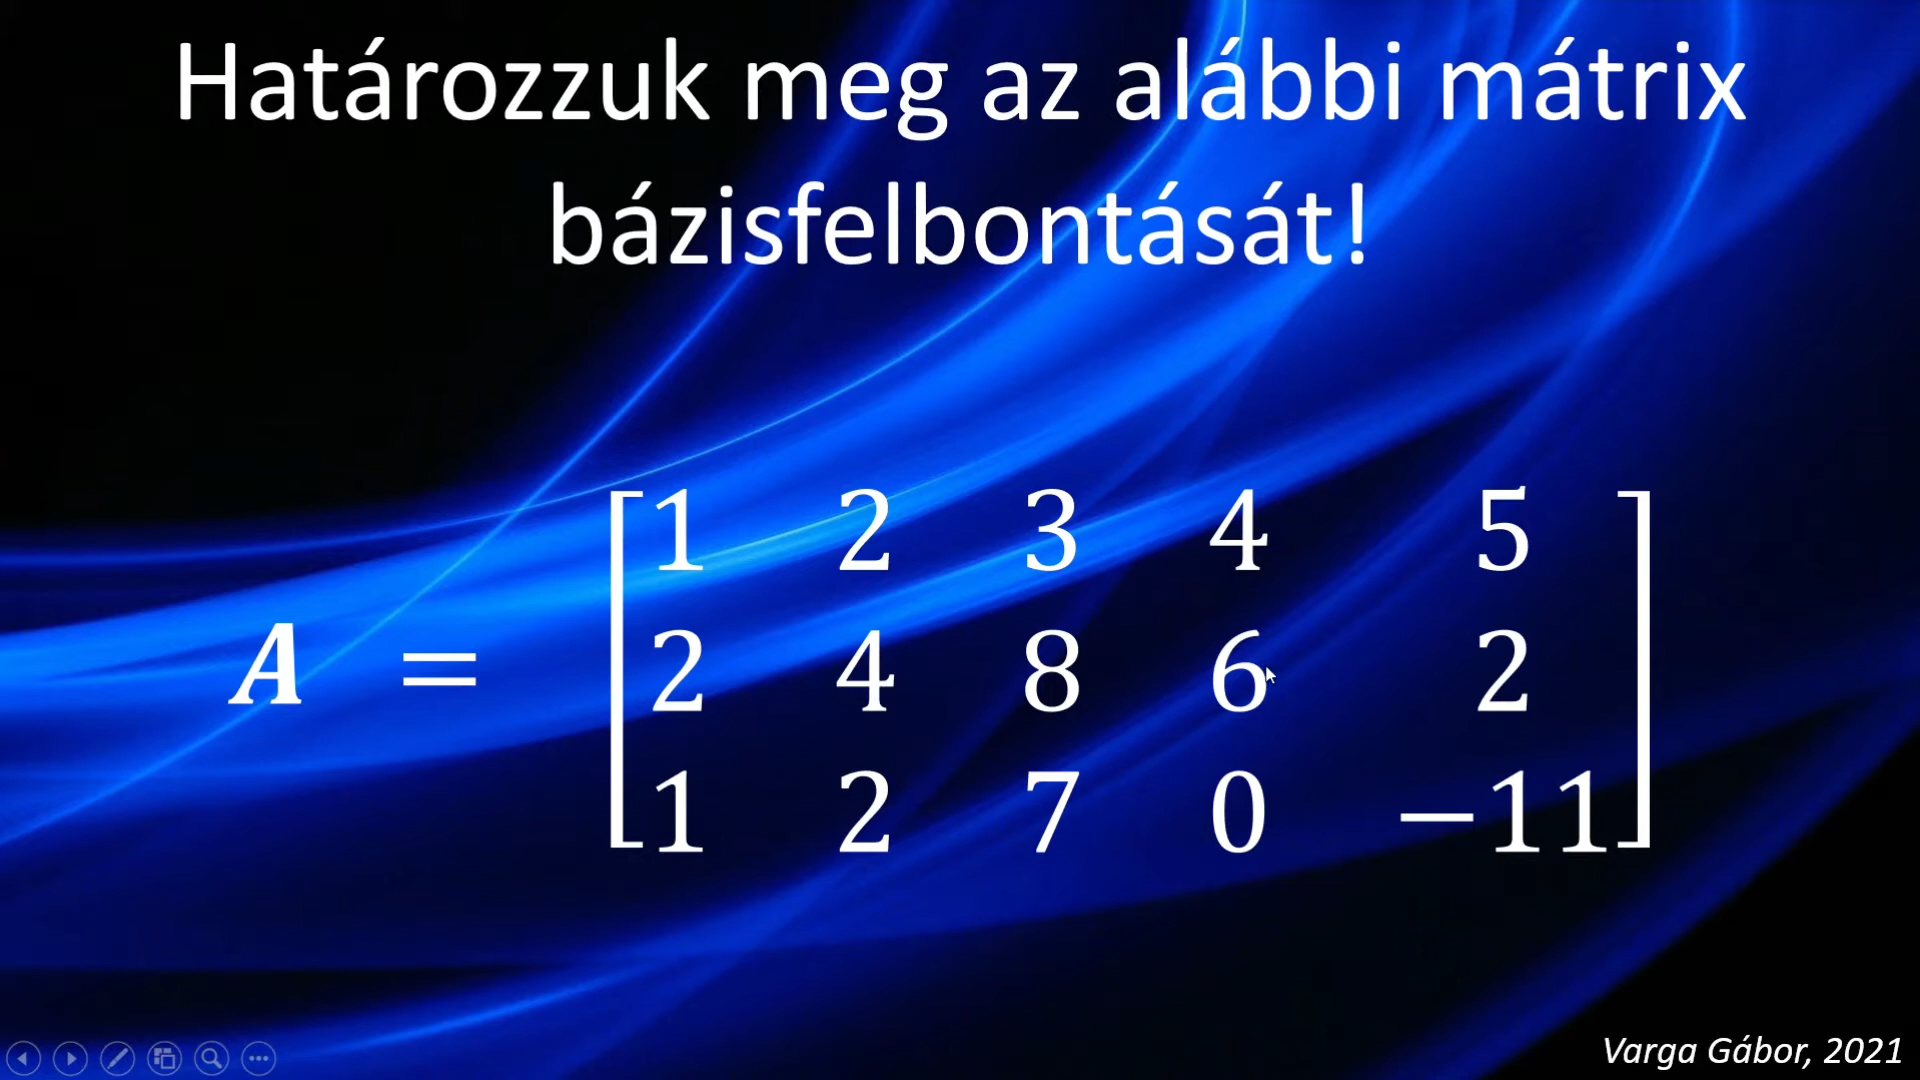 Határozzuk meg az alábbi mátrix
bázisfelbontását!
A = [1 2 3 4 5
2 4 8 6 2
1 2 7 0 −11]
Varga Gábor, 2021